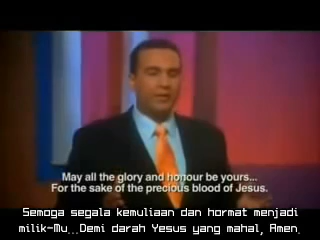 May all the glory and honour be yours...
For the sake of the precious blood of Jesus.
Semoga segala kemuliaan dan hormat menjadi
milik-Mu...Demi darah Yesus yang mahal, Amen.